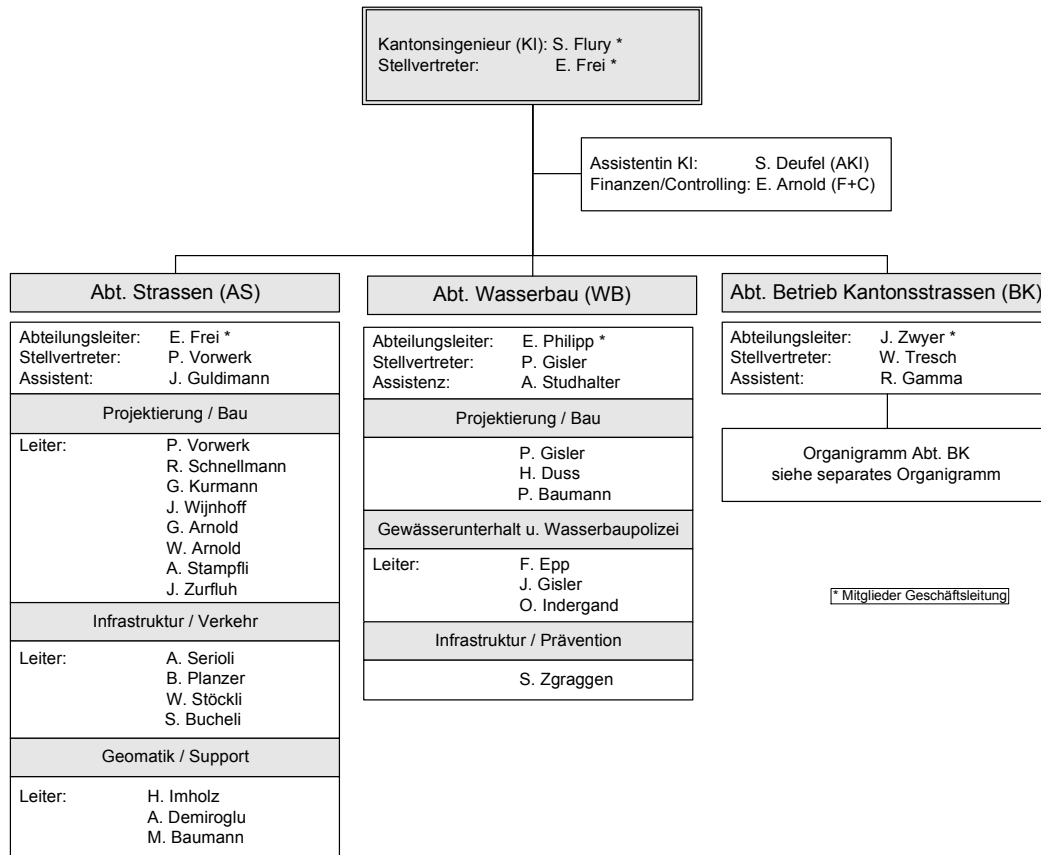 Kantonsingenieur (KI): S. Flury *
Stellvertreter: E. Frei *
Assistentin KI: S. Deufel (AKI)
Finanzen/Controlling: E. Arnold (F+C)
Abt. Strassen (AS)
Abteilungsleiter: E. Frei *
Stellvertreter: P. Vorwerk
Assistent: J. Guldimann
Projektierung / Bau
Leiter: P. Vorwerk
R. Schnellmann
G. Kurmann
J. Wijnhoff
G. Arnold
W. Arnold
A. Stampfli
J. Zurfluh
Infrastruktur / Verkehr
Leiter: A. Serioli
B. Planzer
W. Stöckli
S. Bucheli
Geomatik / Support
Leiter: H. Imholz
A. Demiroglu
M. Baumann
Abt. Wasserbau (WB)
Abteilungsleiter: E. Philipp *
Stellvertreter: P. Gisler
Assistenz: A. Studhalter
Projektierung / Bau
P. Gisler
H. Duss
P. Baumann
Gewässerunterhalt u. Wasserbaupolizei
Leiter: F. Epp
J. Gisler
O. Indergand
Infrastruktur / Prävention
S. Zgraggen
Abt. Betrieb Kantonsstrassen (BK)
Abteilungsleiter: J. Zwyer *
Stellvertreter: W. Tresch
Assistent: R. Gamma
Organigramm Abt. BK
siehe separates Organigramm
* Mitglieder Geschäftsleitung